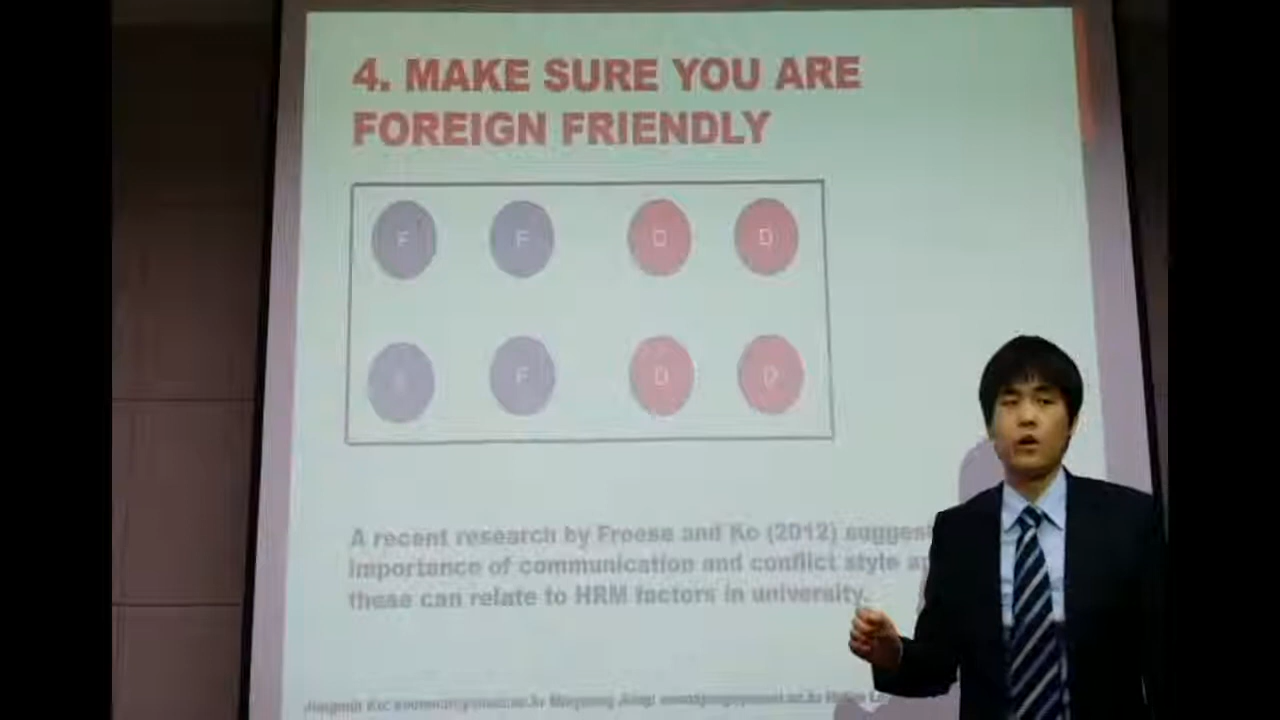 4. MAKE SURE YOU ARE
FOREIGN FRIENDLY
F F D D
F D D
A recent research by Froese and Ko (2012) suggest
importance of communication and conflict style
these can relate to HRM factors in university.